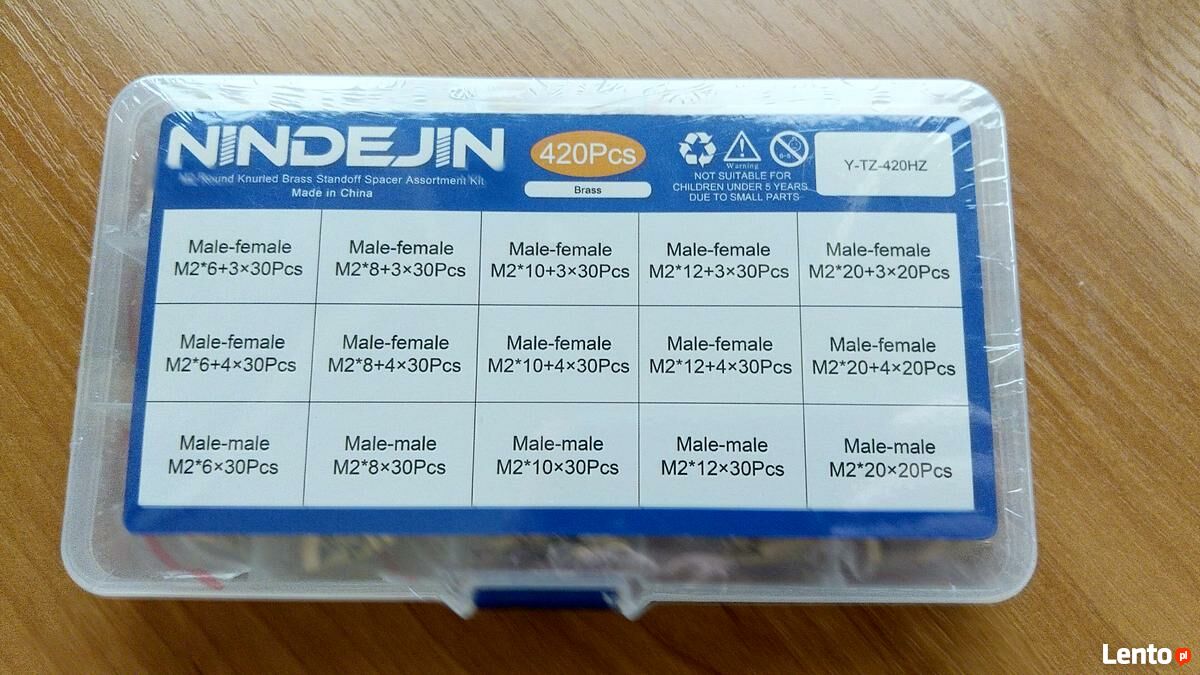 NINDEJIN
Round Knurled Brass Standoff Spacer Assortment Kit
Made in China
420Pcs
Brass
Warning
0-5
NOT SUITABLE FOR
CHILDREN UNDER 5 YEARS
DUE TO SMALL PARTS
Y-TZ-420HZ
Male-female
M2*6+3×30Pcs
Male-female
M2*8+3×30Pcs
Male-female
M2*10+3×30Pcs
Male-female
M2*12+3×30Pcs
Male-female
M2*20+3×20Pcs
Male-female
M2*6+4×30Pcs
Male-female
M2*8+4×30Pcs
Male-female
M2*10+4×30Pcs
Male-female
M2*12+4×30Pcs
Male-female
M2*20+4×20Pcs
Male-male
M2*6×30Pcs
Male-male
M2*8×30Pcs
Male-male
M2*10×30Pcs
Male-male
M2*12×30Pcs
Male-male
M2*20×20Pcs
Lento pl